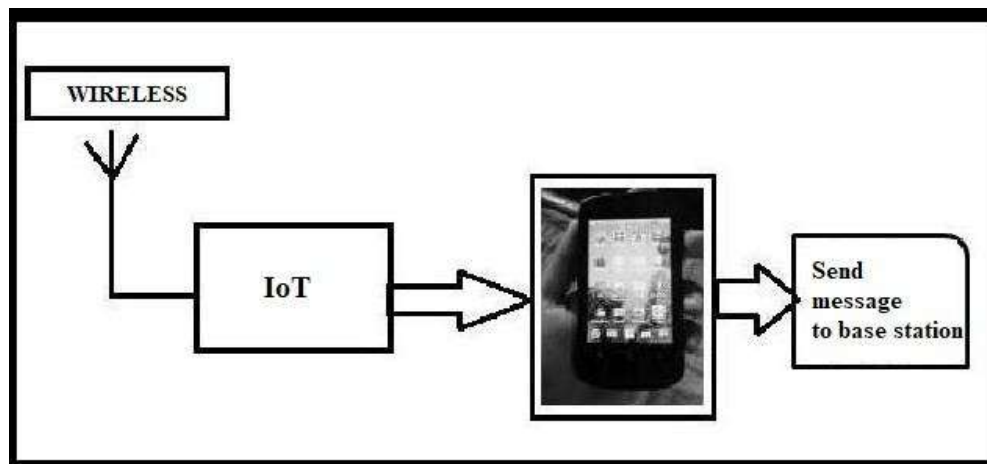 WIRELESS
IoT
Send
message
to base station